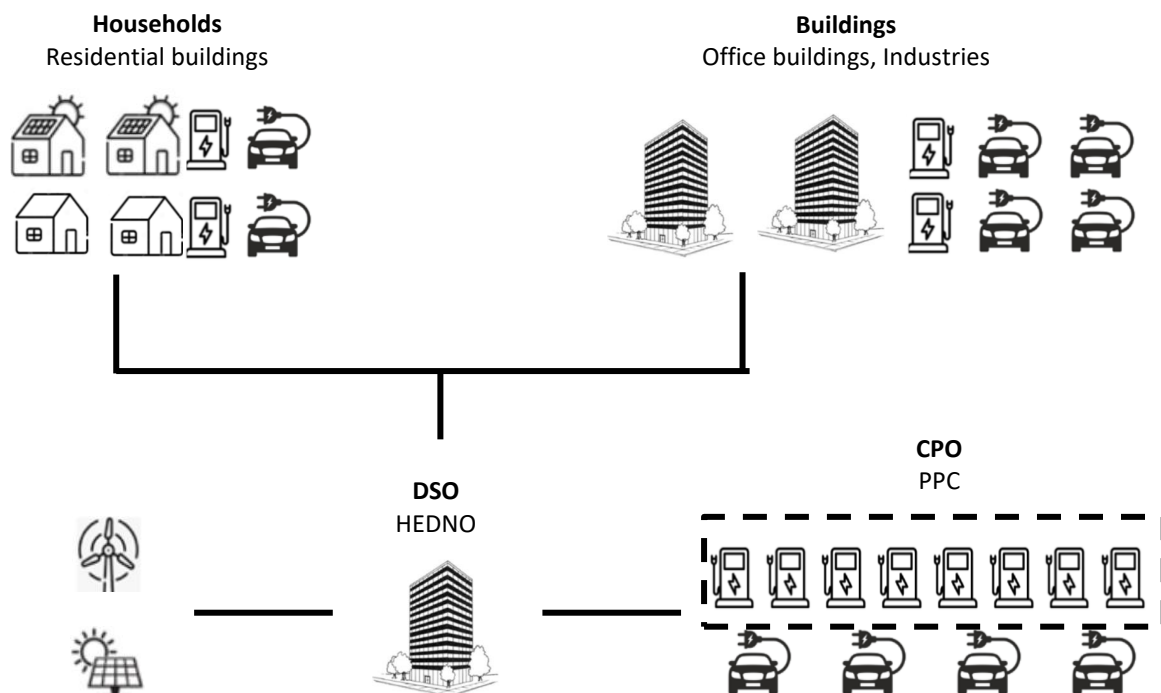 Households
Residential buildings
Buildings
Office buildings, Industries
DSO
HEDNO
CPO
PPC